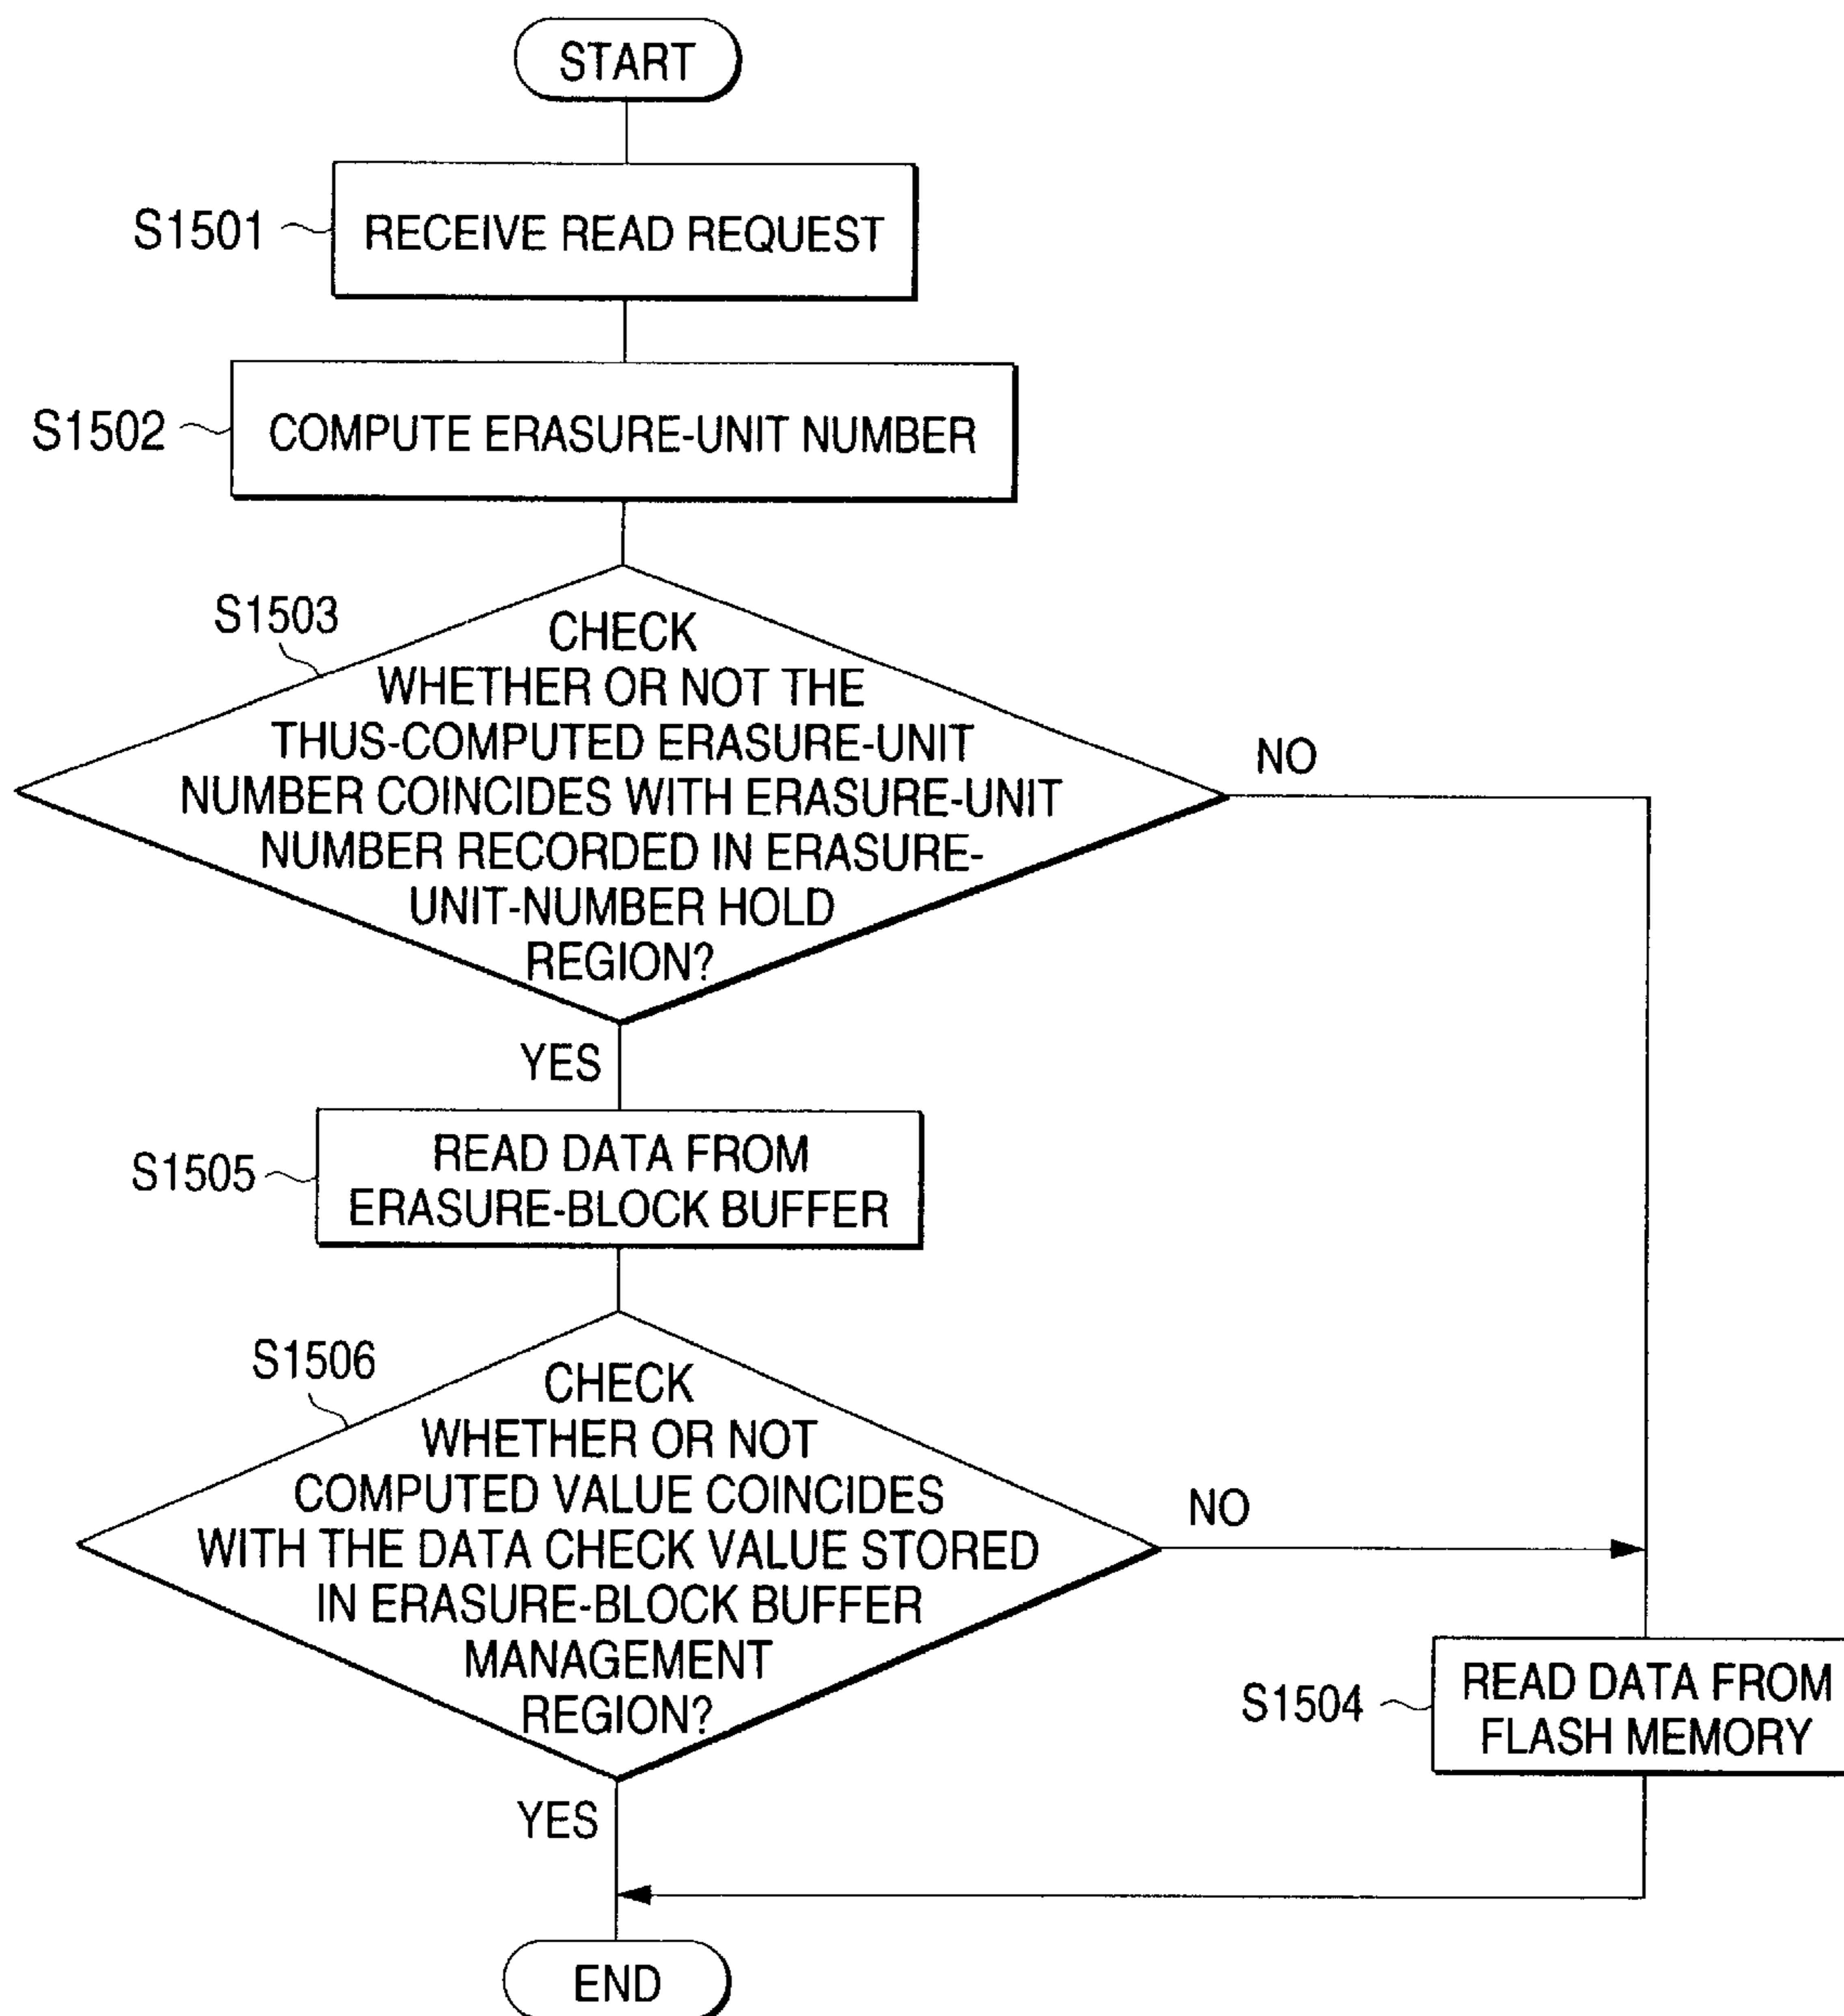 START
S1501
RECEIVE READ REQUEST
S1502
COMPUTE ERASURE-UNIT NUMBER
S1503
CHECK
WHETHER OR NOT THE
THUS-COMPUTED ERASURE-UNIT
NUMBER COINCIDES WITH ERASURE-UNIT
NUMBER RECORDED IN ERASURE-
UNIT-NUMBER HOLD
REGION?
NO
YES
S1505
READ DATA FROM
ERASURE-BLOCK BUFFER
S1506
CHECK
WHETHER OR NOT
COMPUTED VALUE COINCIDES
WITH THE DATA CHECK VALUE STORED
IN ERASURE-BLOCK BUFFER
MANAGEMENT
REGION?
NO
S1504
READ DATA FROM
FLASH MEMORY
YES
END